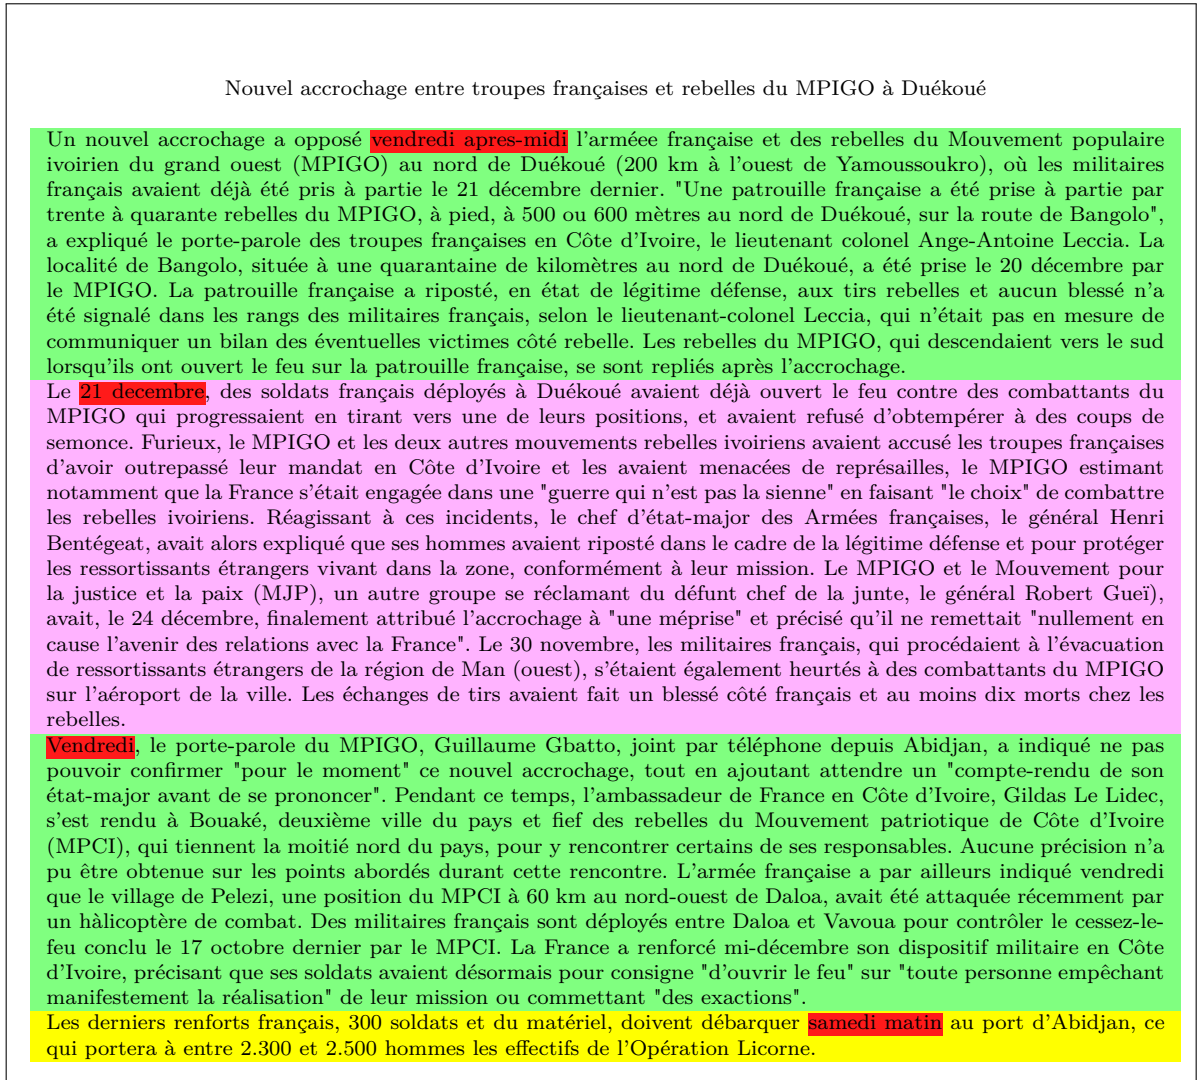 Nouvel accrochage entre troupes françaises et rebelles du MPIGO à Duékoué
Un nouvel accrochage a opposé vendredi apres-midi l'arméee française et des rebelles du Mouvement populaire
ivoirien du grand ouest (MPIGO) au nord de Duékoué (200 km à l'ouest de Yamoussoukro), où les militaires
français avaient déjà été pris à partie le 21 décembre dernier. "Une patrouille française a été prise à partie par
trente à quarante rebelles du MPIGO, à pied, à 500 ou 600 mètres au nord de Duékoué, sur la route de Bangolo",
a expliqué le porte-parole des troupes françaises en Côte d'Ivoire, le lieutenant colonel Ange-Antoine Leccia. La
localité de Bangolo, située à une quarantaine de kilomètres au nord de Duékoué, a été prise le 20 décembre par
le MPIGO. La patrouille française a riposté, en état de légitime défense, aux tirs rebelles et aucun blessé n'a
été signalé dans les rangs des militaires français, selon le lieutenant-colonel Leccia, qui n'était pas en mesure de
communiquer un bilan des éventuelles victimes côté rebelle. Les rebelles du MPIGO, qui descendaient vers le sud
lorsqu'ils ont ouvert le feu sur la patrouille française, se sont repliés après l'accrochage.
Le 21 decembre, des soldats français déployés à Duékoué avaient déjà ouvert le feu contre des combattants du
MPIGO qui progressaient en tirant vers une de leurs positions, et avaient refusé d'obtempérer à des coups de
semonce. Furieux, le MPIGO et les deux autres mouvements rebelles ivoiriens avaient accusé les troupes françaises
d'avoir outrepassé leur mandat en Côte d'Ivoire et les avaient menacées de représailles, le MPIGO estimant
notamment que la France s'était engagée dans une "guerre qui n'est pas la sienne" en faisant "le choix" de combattre
les rebelles ivoiriens. Réagissant à ces incidents, le chef d'état-major des Armées françaises, le général Henri
Bentégeat, avait alors expliqué que ses hommes avaient riposté dans le cadre de la légitime défense et pour protéger
les ressortissants étrangers vivant dans la zone, conformément à leur mission. Le MPIGO et le Mouvement pour
la justice et la paix (MJP), un autre groupe se réclamant du défunt chef de la junte, le général Robert Gueï),
avait, le 24 décembre, finalement attribué l'accrochage à "une méprise" et précisé qu'il ne remettait "nullement en
cause l'avenir des relations avec la France". Le 30 novembre, les militaires français, qui procédaient à l'évacuation
de ressortissants étrangers de la région de Man (ouest), s'étaient également heurtés à des combattants du MPIGO
sur l'aéroport de la ville. Les échanges de tirs avaient fait un blessé côté français et au moins dix morts chez les
rebelles.
Vendredi, le porte-parole du MPIGO, Guillaume Gbatto, joint par téléphone depuis Abidjan, a indiqué ne pas
pouvoir confirmer "pour le moment" ce nouvel accrochage, tout en ajoutant attendre un "compte-rendu de son
état-major avant de se prononcer". Pendant ce temps, l'ambassadeur de France en Côte d'Ivoire, Gildas Le Lidec,
s'est rendu à Bouaké, deuxième ville du pays et fief des rebelles du Mouvement patriotique de Côte d'Ivoire
(MPCI), qui tiennent la moitié nord du pays, pour y rencontrer certains de ses responsables. Aucune précision n'a
pu être obtenue sur les points abordés durant cette rencontre. L'armée française a par ailleurs indiqué vendredi
que le village de Pelezi, une position du MPCI à 60 km au nord-ouest de Daloa, avait été attaquée récemment par
un hàlicoptère de combat. Des militaires français sont déployés entre Daloa et Vavoua pour contrôler le cessez-le-
feu conclu le 17 octobre dernier par le MPCI. La France a renforcé mi-décembre son dispositif militaire en Côte
d'Ivoire, précisant que ses soldats avaient désormais pour consigne "d'ouvrir le feu" sur "toute personne empêchant
manifestement la réalisation" de leur mission ou commettant "des exactions".
Les derniers renforts français, 300 soldats et du matériel, doivent débarquer samedi matin au port d'Abidjan, ce
qui portera à entre 2.300 et 2.500 hommes les effectifs de l'Opération Licorne.